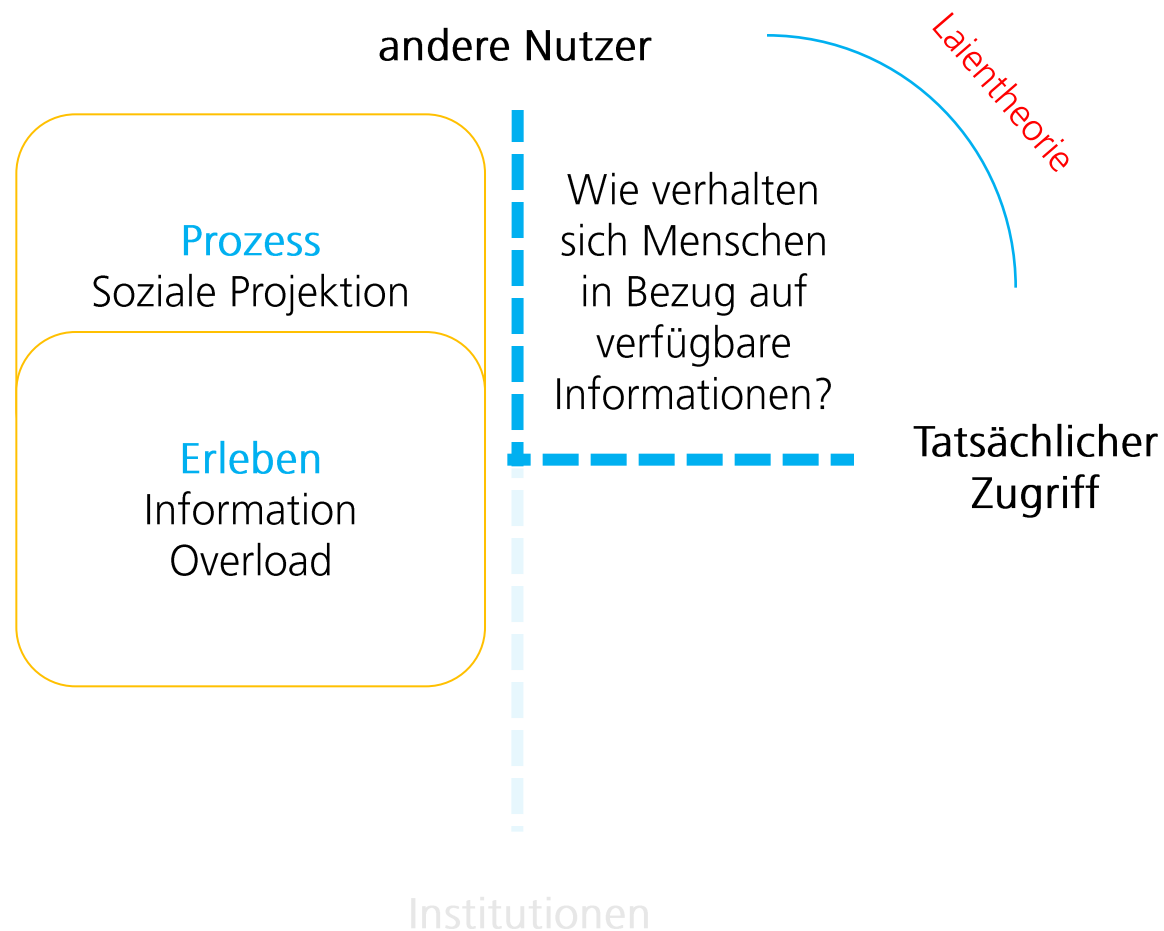 andere Nutzer
Laientheorie
Prozess
Soziale Projektion
Wie verhalten
sich Menschen
in Bezug auf
verfügbare
Informationen?
Erleben
Information
Overload
Tatsächlicher
Zugriff
Institutionen